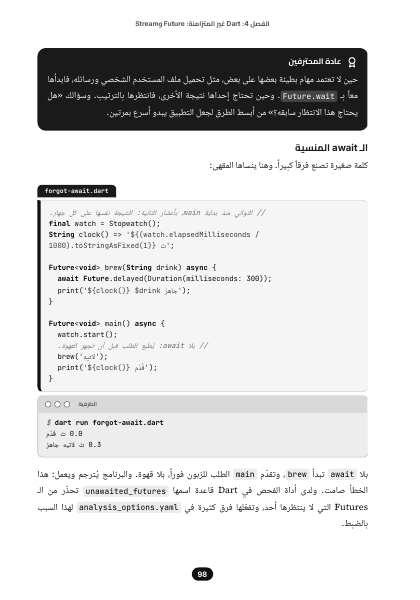 الفصل 4: Dart غير المتزامنة: Future وStream
عادة المحترفين
حين لا تعتمد مهام بطيئة بعضها على بعض، مثل تحميل ملف المستخدم الشخصي ورسائله، فابدأها
معاً بـ Future.wait. وحين تحتاج إحداها نتيجة الأخرى، فانتظرها بالترتيب. وسؤالك «هل
يحتاج هذا الانتظار سابقه؟» من أبسط الطرق لجعل التطبيق يبدو أسرع بمرتين.
الـ await المنسية
كلمة صغيرة تصنع فرقاً كبيراً. وهنا ينساها المقهى:
forgot-await.dart
// الثواني منذ بداية main، بأعشار الثانية: النتيجة نفسها على كل جهاز.
final watch = Stopwatch();
String clock() => '${(watch.elapsedMilliseconds /
1000).toStringAsFixed(1)} ث';
Future<void> brew(String drink) async {
await Future.delayed(Duration(milliseconds: 300));
print('${clock()} $drink جاهز');
}
Future<void> main() async {
watch.start();
// بلا await: يُطبع الطلب قبل أن تجهز القهوة.
brew('لاتيه');
print('${clock()} قُدّم');
}
الطرفية
$ dart run forgot-await.dart
0.0 ث قُدّم
0.3 ث لاتيه جاهز
بلا await تبدأ brew، وتقدّم main الطلب للزبون فوراً، بلا قهوة. والبرنامج يُترجم ويعمل: هذا
الخطأ صامت. ولدى أداة الفحص في Dart قاعدة اسمها unawaited_futures تحذّر من الـ
Futures التي لا ينتظرها أحد، وتفعّلها فرق كثيرة في analysis_options.yaml لهذا السبب
بالضبط.
98